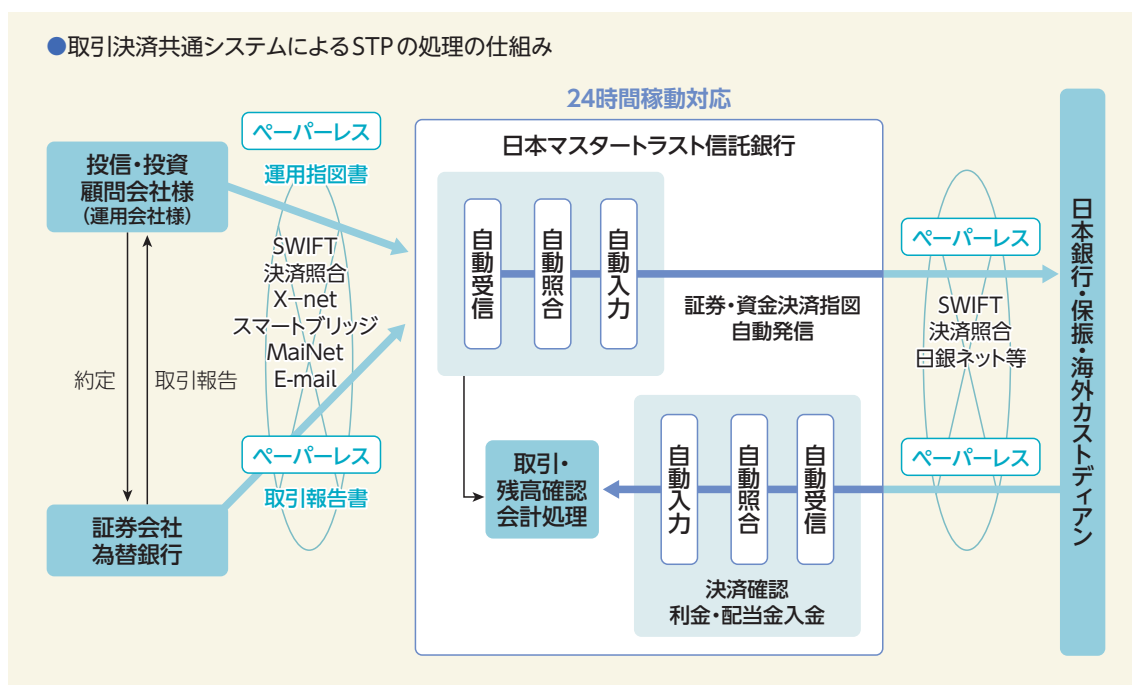 ●取引決済共通システムによるSTPの処理の仕組み
24時間稼動対応
ペーパーレス
運用指図書
投信・投資
顧問会社様
(運用会社様)
SWIFT
決済照合
X-net
スマートブリッジ
MaiNet
E-mail
約定
取引報告
ペーパーレス
取引報告書
証券会社
為替銀行
日本マスタートラスト信託銀行
自動受信
自動照合
自動入力
証券・資金決済指図
自動発信
取引・
残高確認
会計処理
自動入力
自動照合
自動受信
決済確認
利金・配当金入金
ペーパーレス
SWIFT
決済照合
日銀ネット等
ペーパーレス
日本銀行・保振・海外カストディアン